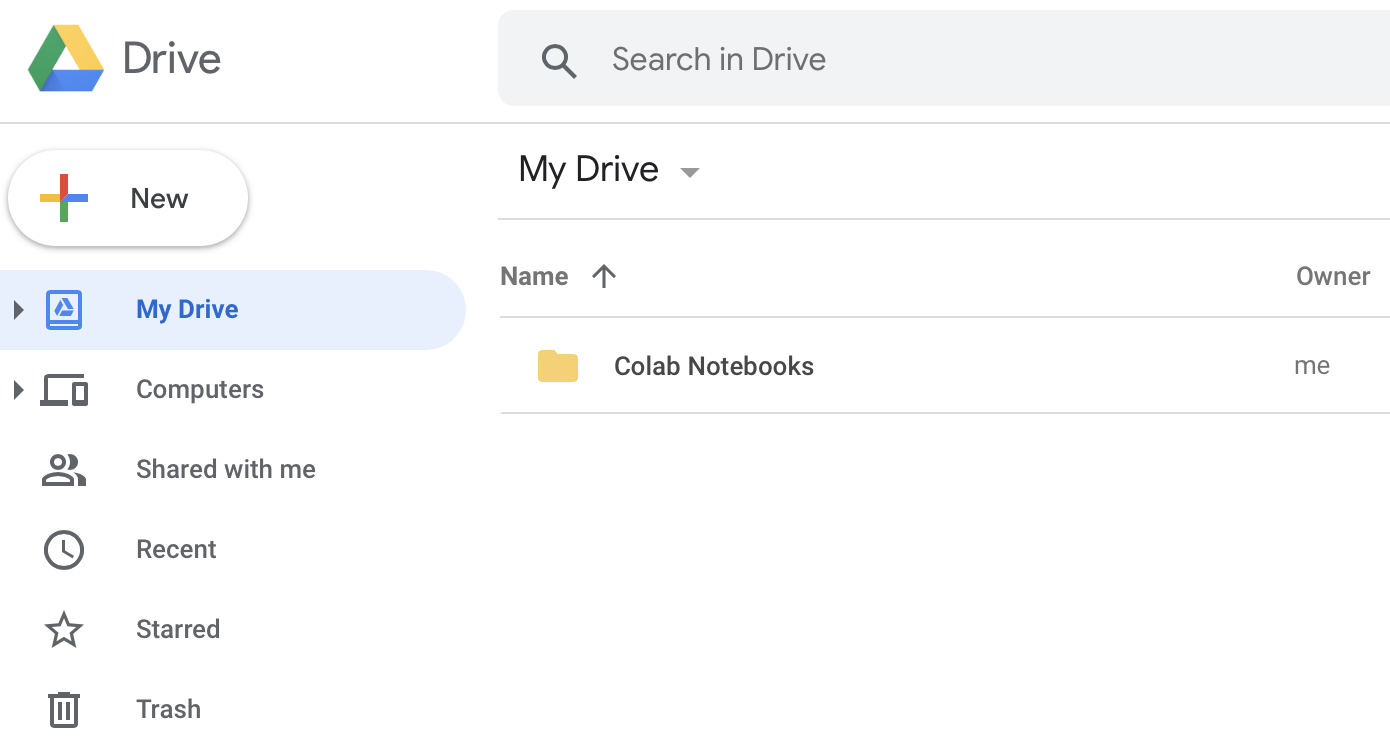 Drive
Search in Drive
New
My Drive
My Drive
Name
Owner
Colab Notebooks
me
Computers
Shared with me
Recent
Starred
Trash